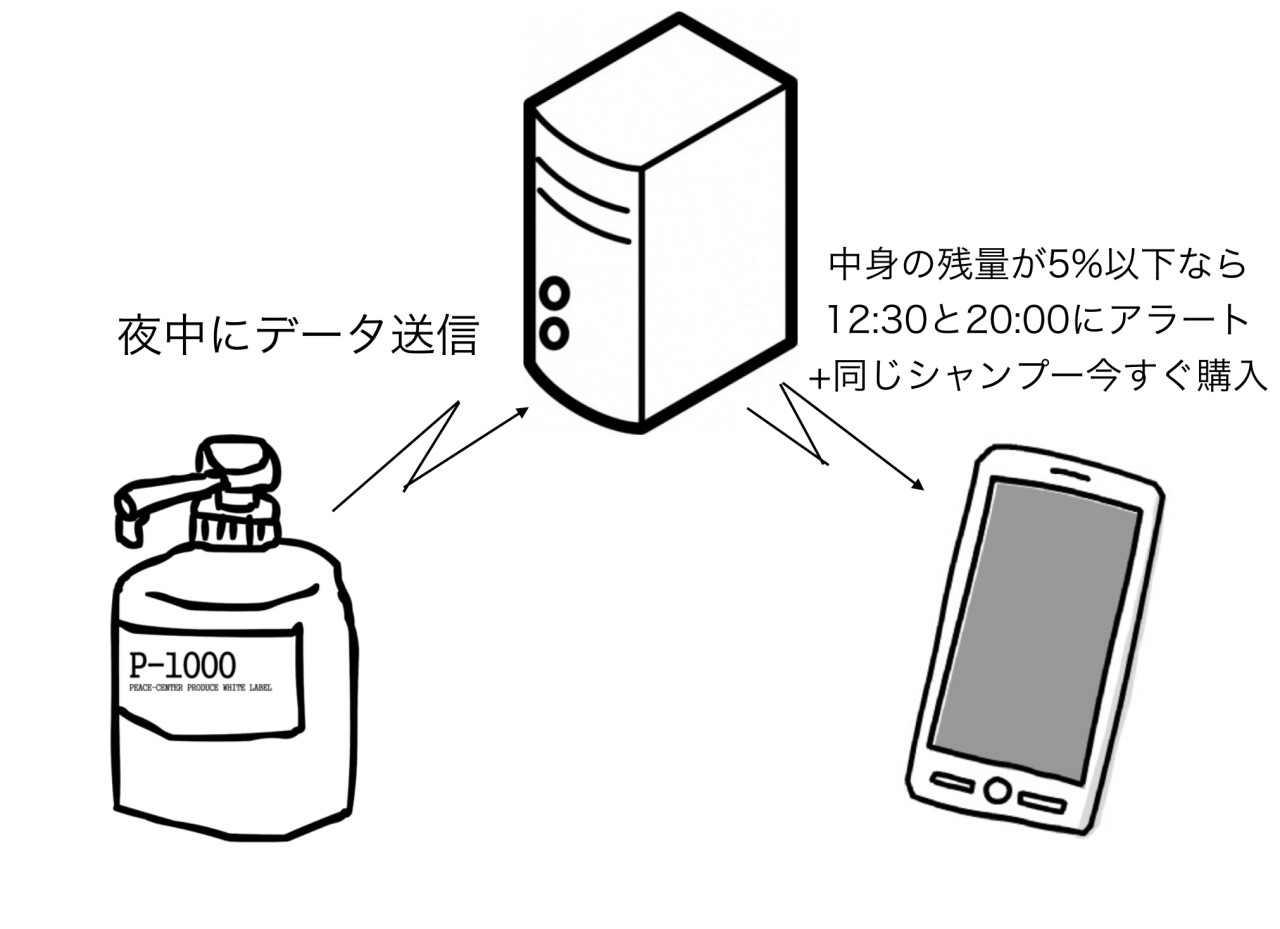 中身の残量が5%以下なら
12:30と20:00にアラート
+同じシャンプー今すぐ購入
夜中にデータ送信
P-1000
PEACE-CENTER PRODUCE WHITE LABEL